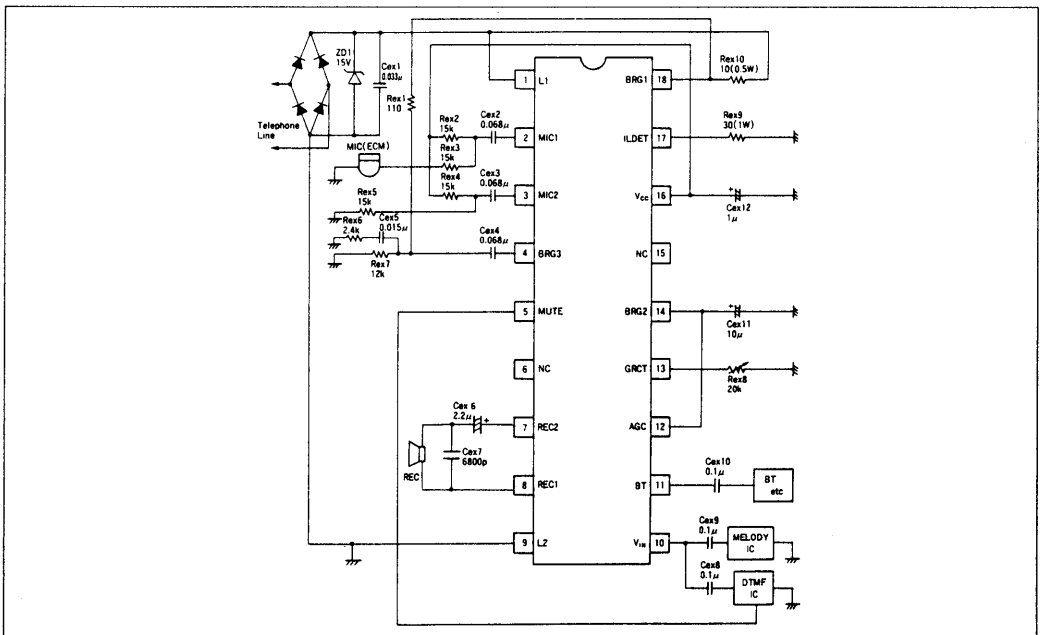 ZD1
15V
Cex1
0.033μ
Telephone
Line
Rex1
110
Rex2
15k
Rex3
15k
Rex4
15k
MIC(ECM)
Cex2
0.068μ
Cex3
0.068μ
Rex5
15k
Rex6
2.4k
Cex5
0.015μ
Rex7
12k
Cex4
0.068μ
Cex 6
2.2μ
+
Cex7
6800p
REC
1 L1
2 MIC1
3 MIC2
4 BRG3
5 MUTE
6 NC
7 REC2
8 REC1
9 L2
BRG1 18
ILDET 17
Vcc 16
NC 15
BRG2 14
GRCT 13
AGC 12
BT 11
VIN 10
Rex10
10(0.5W)
Rex9
30(1W)
+
Cex12
1μ
+
Cex11
10μ
Rex8
20k
Cex10
0.1μ
BT
etc
Cex9
0.1μ
MELODY
IC
Cex8
0.1μ
DTMF
IC